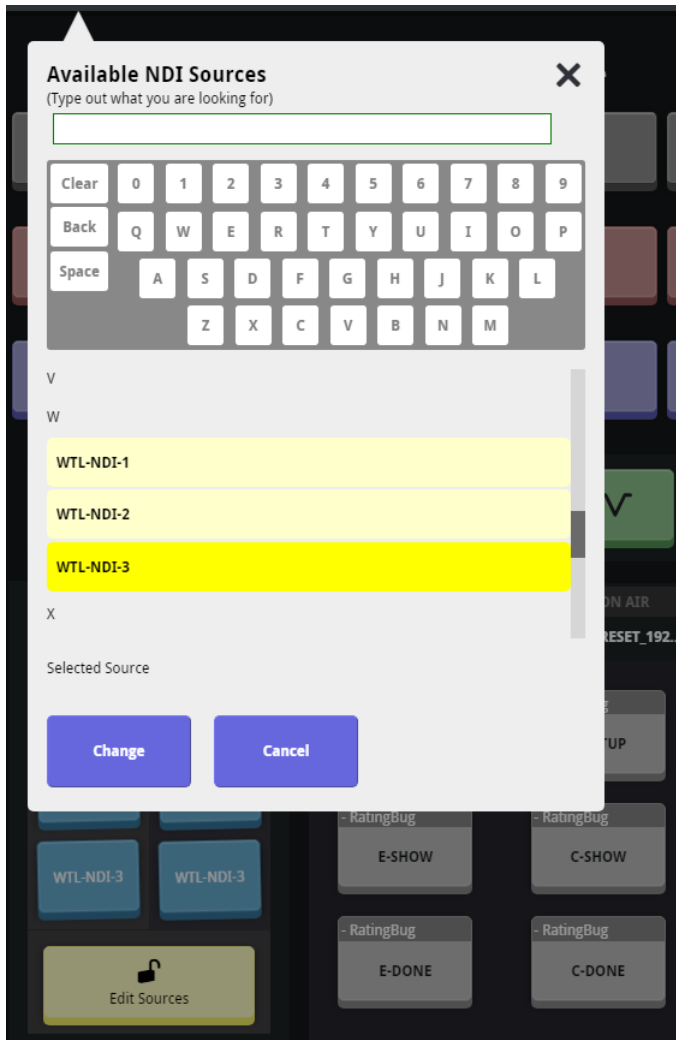 Available NDI Sources
(Type out what you are looking for)
Clear 0 1 2 3 4 5 6 7 8 9
Back Q W E R T Y U I O P
Space A S D F G H J K L
Z X C V B N M
V
W
WTL-NDI-1
WTL-NDI-2
WTL-NDI-3
X
ON AIR
RESET_192...
Selected Source
Change Cancel
- RatingBug - RatingBug
WTL-NDI-3 WTL-NDI-3 E-SHOW C-SHOW
- RatingBug - RatingBug
Edit Sources E-DONE C-DONE